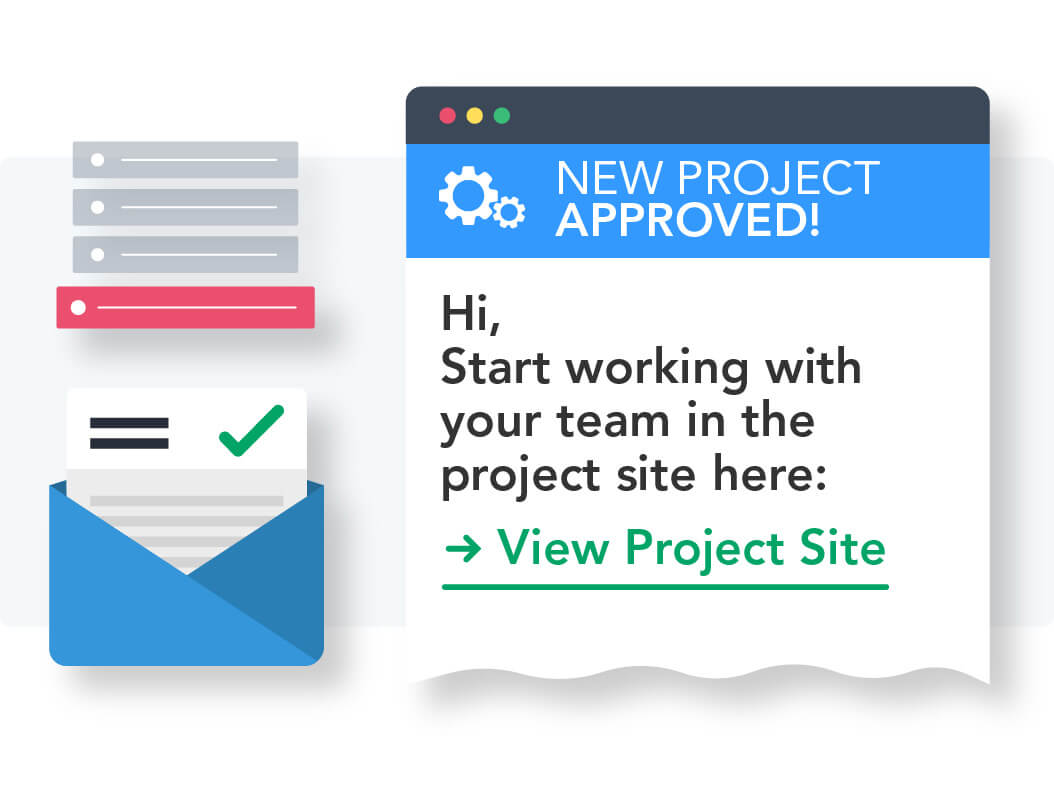 NEW PROJECT
APPROVED!
Hi,
Start working with
your team in the
project site here:
→ View Project Site